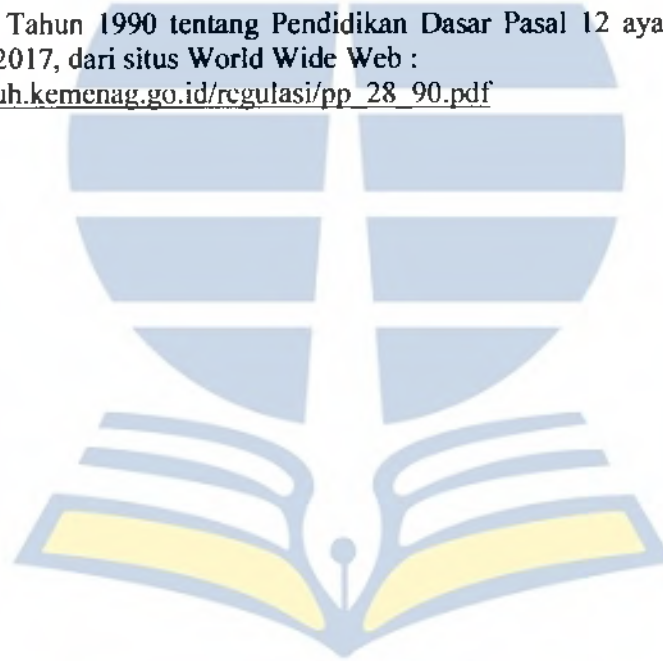 Tahun 1990 tentang Pendidikan Dasar Pasal 12 aya
2017, dari situs World Wide Web :
uh.kemenag.go.id/regulasi/pp_28_90.pdf